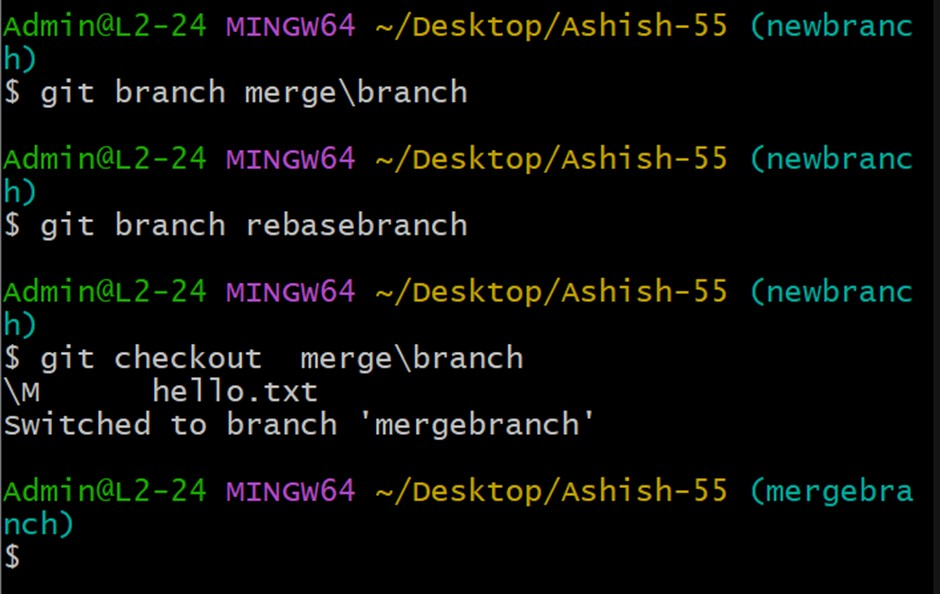 Admin@L2-24 MINGW64 ~/Desktop/Ashish-55 (newbranc
h)
$ git branch merge\branch
Admin@L2-24 MINGW64 ~/Desktop/Ashish-55 (newbranc
h)
$ git branch rebasebranch
Admin@L2-24 MINGW64 ~/Desktop/Ashish-55 (newbranc
h)
$ git checkout  merge\branch
\M      hello.txt
Switched to branch 'mergebranch'
Admin@L2-24 MINGW64 ~/Desktop/Ashish-55 (mergebra
nch)
$